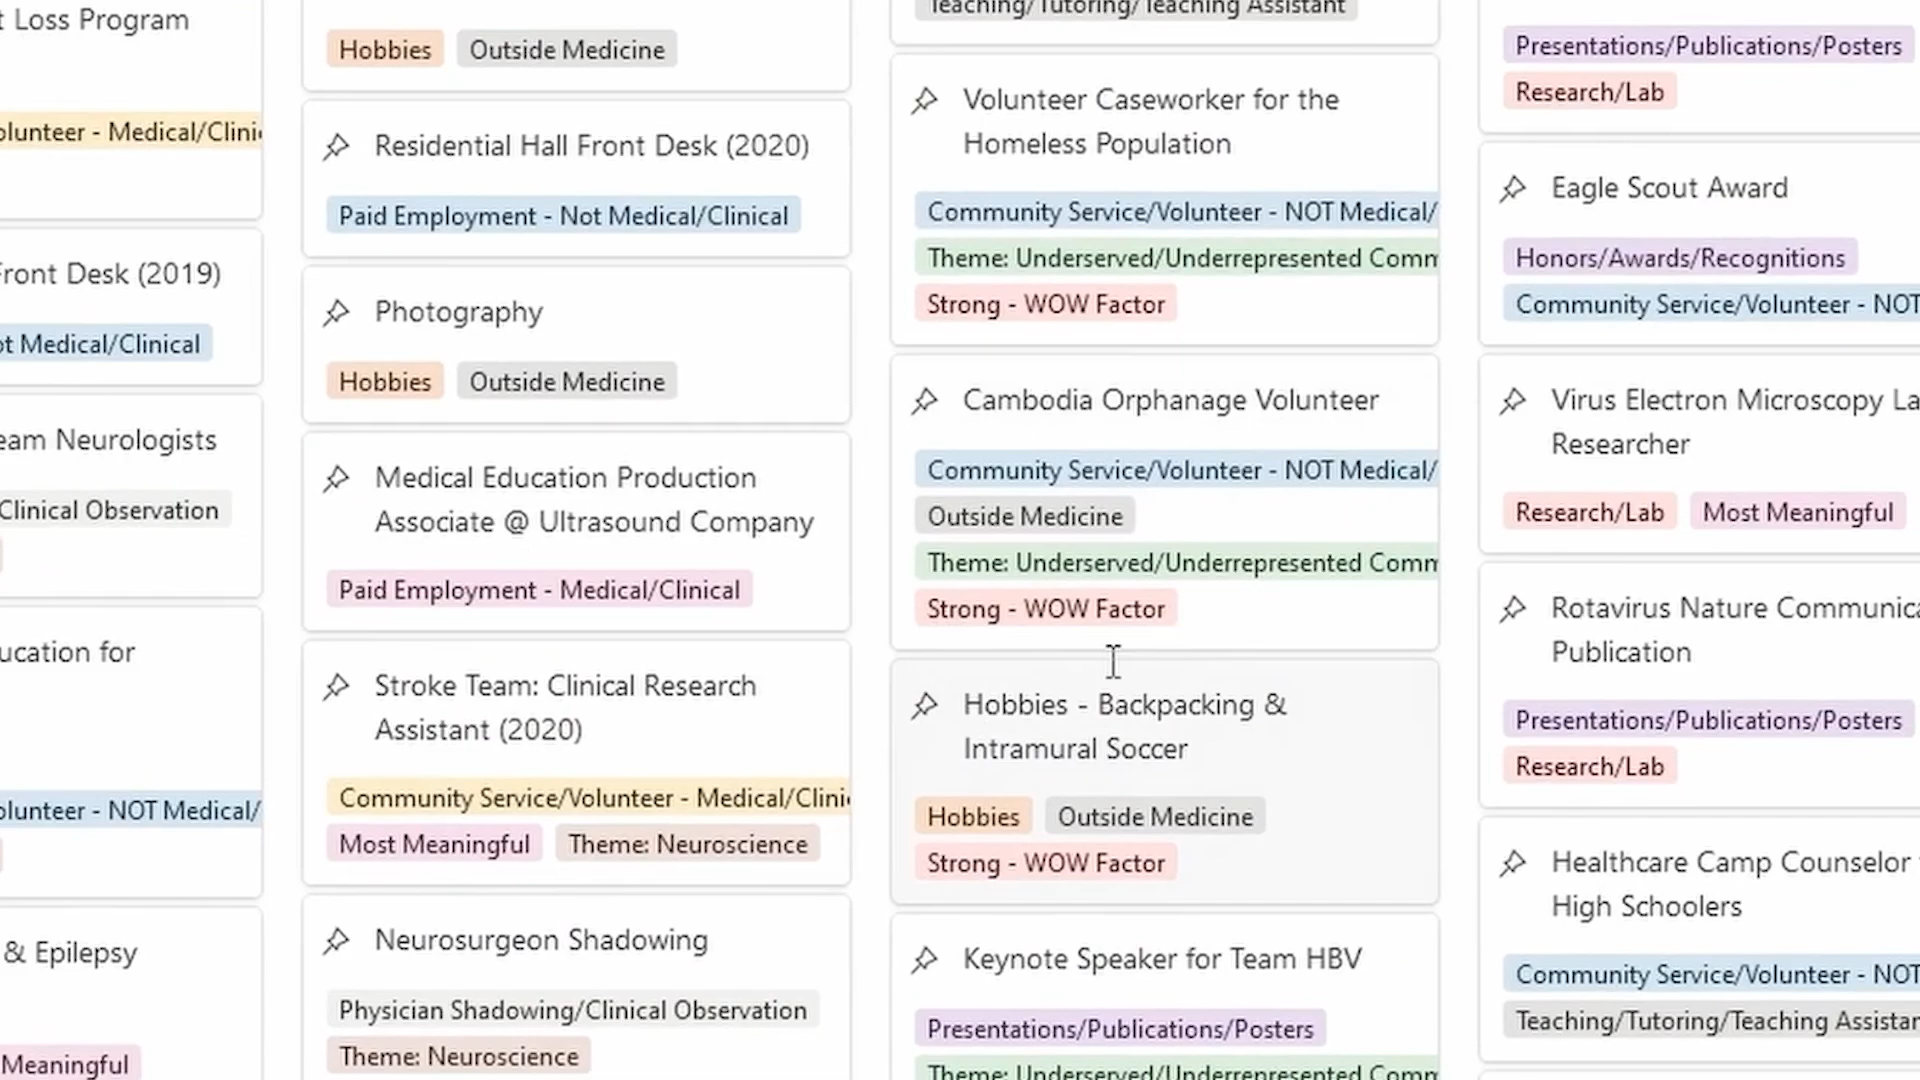 t Loss Program
olunteer - Medical/Clini
Front Desk (2019)
ot Medical/Clinical
eam Neurologists
Clinical Observation
ucation for
olunteer - NOT Medical/
& Epilepsy
Meaningful
Hobbies Outside Medicine
Residential Hall Front Desk (2020)
Paid Employment - Not Medical/Clinical
Photography
Hobbies Outside Medicine
Medical Education Production
Associate @ Ultrasound Company
Paid Employment - Medical/Clinical
Stroke Team: Clinical Research
Assistant (2020)
Community Service/Volunteer - Medical/Clini
Most Meaningful Theme: Neuroscience
Neurosurgeon Shadowing
Physician Shadowing/Clinical Observation
Theme: Neuroscience
Teaching/Tutoring/Teaching Assistant
Volunteer Caseworker for the
Homeless Population
Community Service/Volunteer - NOT Medical/
Theme: Underserved/Underrepresented Comm
Strong - WOW Factor
Cambodia Orphanage Volunteer
Community Service/Volunteer - NOT Medical/
Outside Medicine
Theme: Underserved/Underrepresented Comm
Strong - WOW Factor
Hobbies - Backpacking &
Intramural Soccer
Hobbies Outside Medicine
Strong - WOW Factor
Keynote Speaker for Team HBV
Presentations/Publications/Posters
Theme: Underserved/Underrepresented Comm
Presentations/Publications/Posters
Research/Lab
Eagle Scout Award
Honors/Awards/Recognitions
Community Service/Volunteer - NOT
Virus Electron Microscopy La
Researcher
Research/Lab Most Meaningful
Rotavirus Nature Communica
Publication
Presentations/Publications/Posters
Research/Lab
Healthcare Camp Counselor
High Schoolers
Community Service/Volunteer - NOT
Teaching/Tutoring/Teaching Assistan